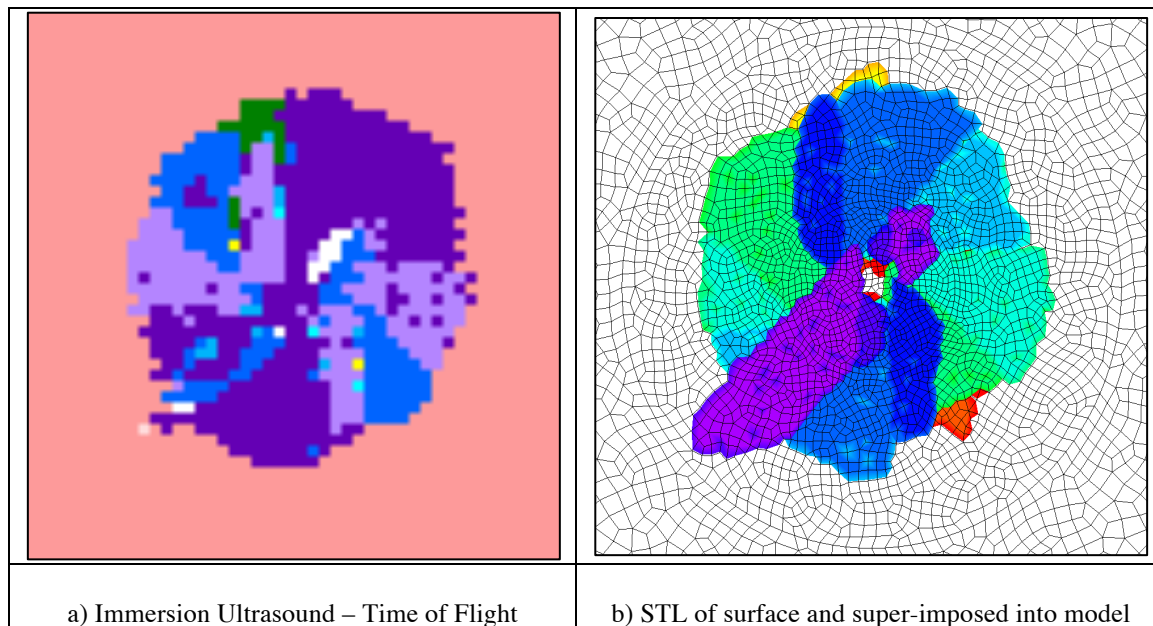 a) Immersion Ultrasound – Time of Flight
b) STL of surface and super-imposed into model